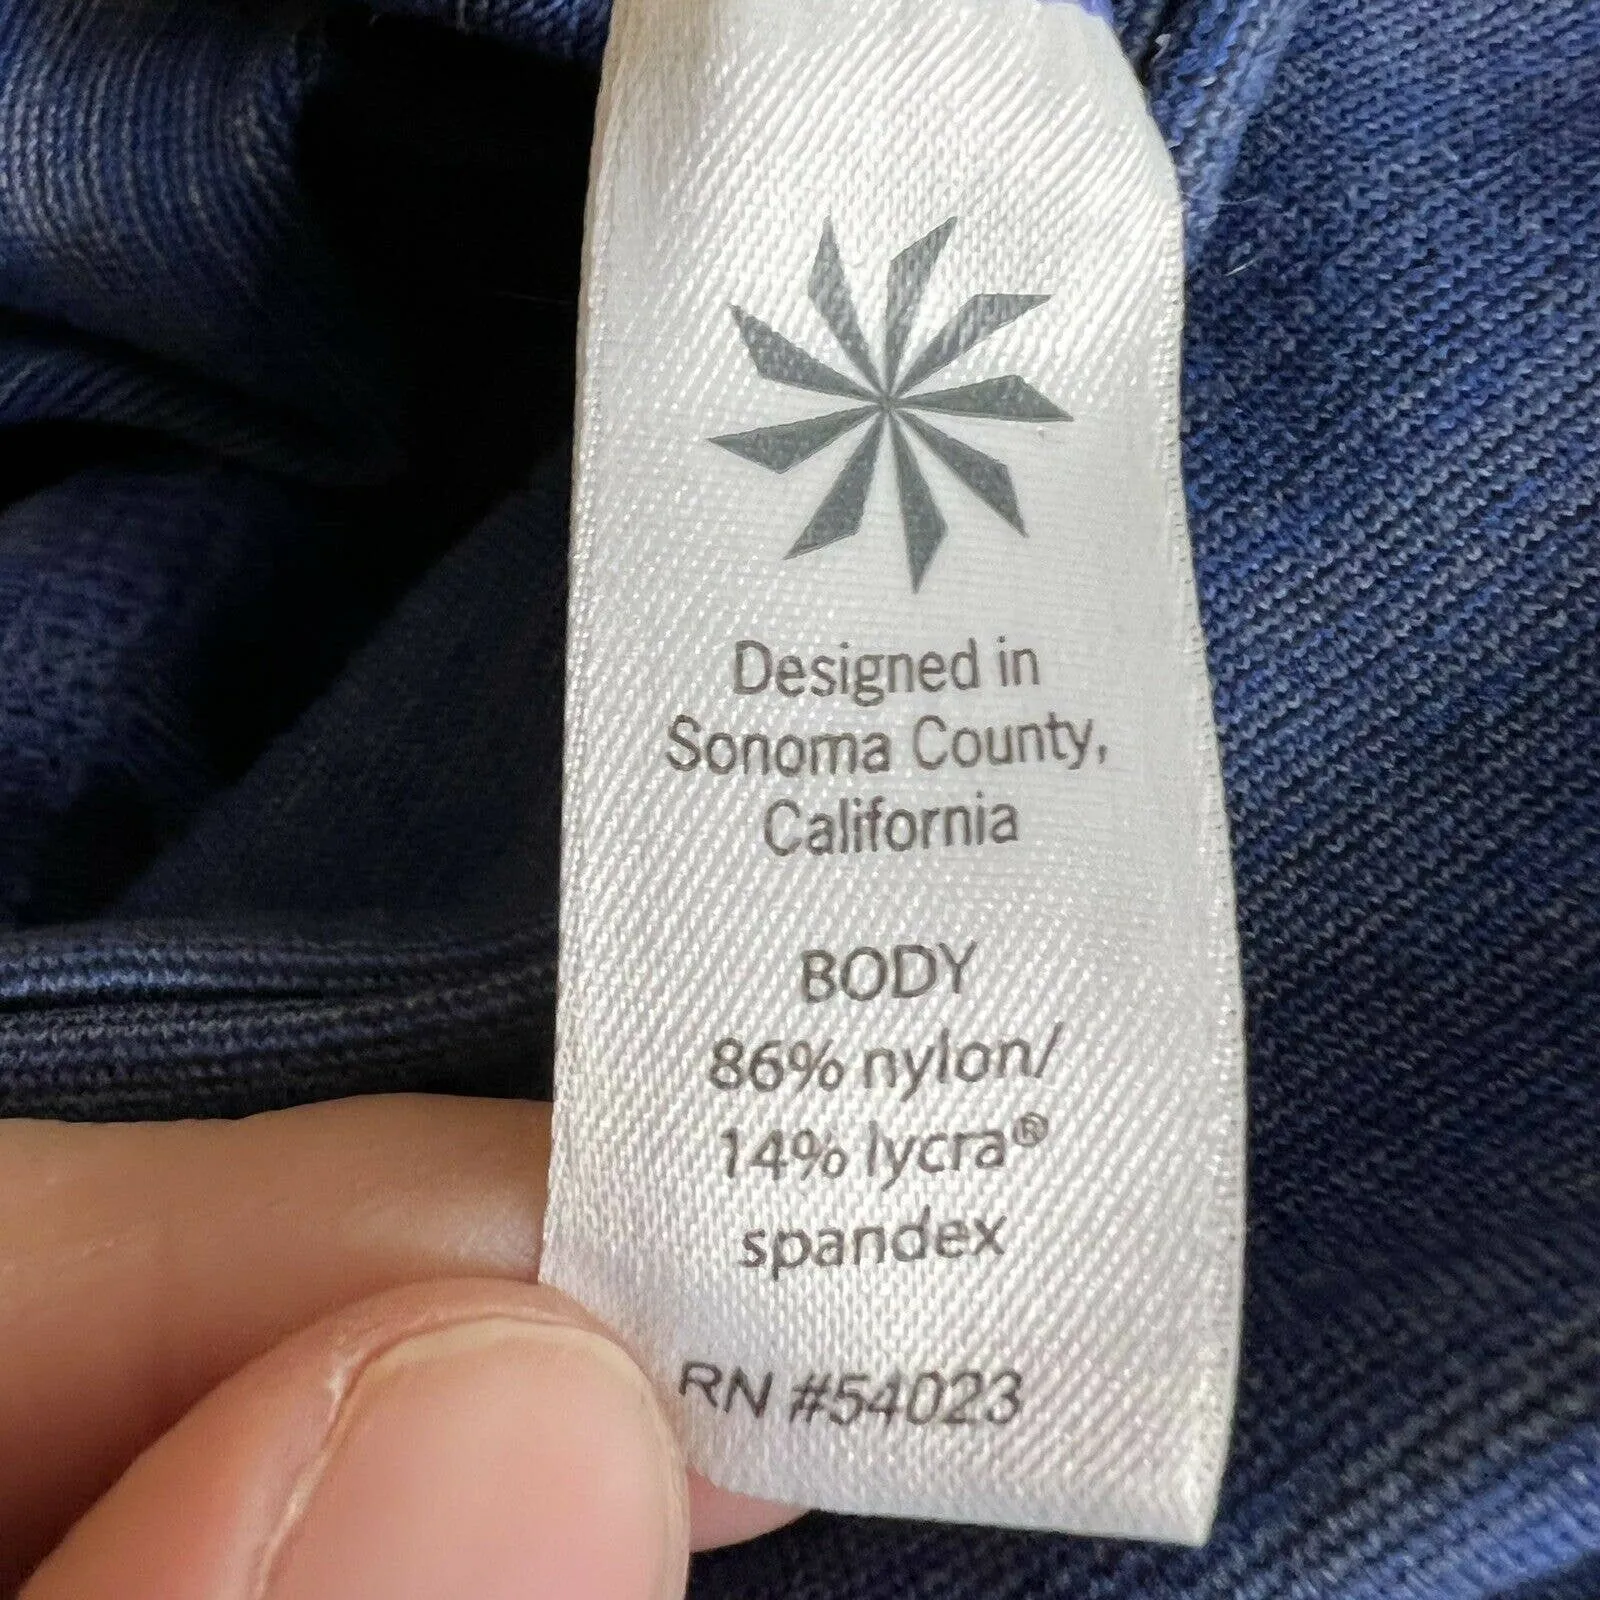 Designed in
Sonoma County,
California
BODY
86% nylon/
14% lycra®
spandex
RN #54023